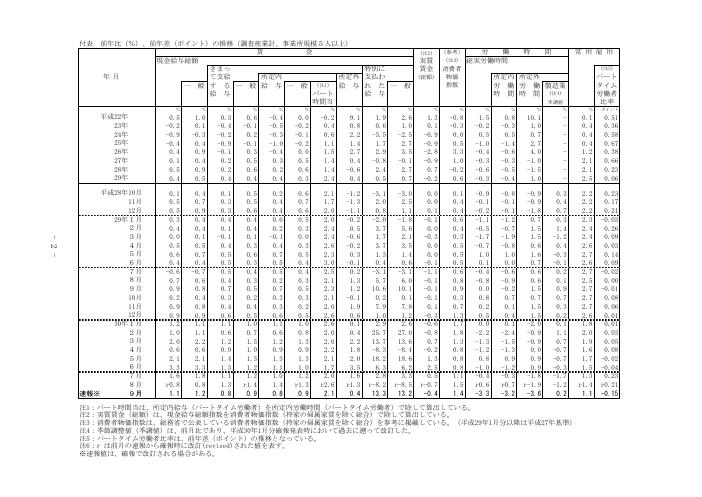 付表　前年比（%）、前年差（ポイント）の推移（調査産業計、事業所規模５人以上）
賃　金　（注2）　（参考）　労　働　時　間　常 用 雇 用
現金給与総額　実質　（注3）　総実労働時間
きまって支給する給与　特別に支払われた給与　賃金　消費者　（注5）
年 月　一 般　一 般　所定内給与　一 般　所定外給与　一 般　（総額）　物価指数　所定内労働時間　所定外労働時間　製造業　パートタイム労働者比率
（注1）パート時間当　（注4）季調値
% % % % % % % % % % % % % % % % % ポイント
平成22年 0.5 1.0 0.3 0.6 -0.4 0.0 -0.2 9.1 1.9 2.6 1.3 -0.8 1.5 0.8 10.1 - 0.1 0.51
23年 -0.2 0.1 -0.4 -0.1 -0.5 -0.2 0.4 0.8 0.6 1.0 0.1 -0.3 -0.2 -0.3 1.0 - 0.4 0.36
24年 -0.9 -0.3 -0.2 0.2 -0.3 -0.1 0.6 2.2 -3.5 -2.5 -0.9 0.0 0.5 0.5 0.7 - 0.4 0.58
25年 -0.4 0.4 -0.9 -0.1 -1.0 -0.2 1.1 1.4 1.7 2.7 -0.9 0.5 -1.0 -1.4 2.7 - 0.4 0.67
26年 0.4 0.9 -0.1 0.3 -0.4 0.0 1.5 2.7 2.9 3.5 -2.8 3.3 -0.4 -0.6 4.0 - 1.2 0.38
27年 0.1 0.4 0.2 0.5 0.3 0.5 1.4 0.4 -0.8 -0.1 -0.9 1.0 -0.3 -0.3 -1.0 - 2.1 0.66
28年 0.5 0.9 0.2 0.6 0.2 0.6 1.4 -0.6 2.4 2.7 0.7 -0.2 -0.6 -0.5 -1.5 - 2.1 0.23
29年 0.4 0.5 0.4 0.4 0.4 0.3 2.4 0.4 0.5 0.7 -0.2 0.6 -0.3 -0.4 1.0 - 2.5 0.06
平成28年10月 0.1 0.4 0.1 0.5 0.2 0.6 2.1 -1.2 -3.1 -3.0 0.0 0.1 -0.9 -0.8 -0.9 0.3 2.2 0.23
11月 0.5 0.7 0.3 0.5 0.4 0.7 1.7 -1.3 2.0 2.5 0.0 0.4 -0.1 -0.1 -0.9 0.4 2.2 0.17
12月 0.5 0.9 0.3 0.6 0.4 0.6 2.0 -1.1 0.8 1.1 0.1 0.4 -0.2 -0.1 -1.8 0.7 2.2 0.21
29年１月 0.3 0.4 0.4 0.4 0.6 0.5 2.0 -0.2 -2.0 -1.8 -0.1 0.6 -1.1 -1.2 0.7 0.3 2.3 -0.03
２月 0.4 0.4 0.1 0.4 0.2 0.3 2.4 0.5 3.7 5.6 0.0 0.4 -0.5 -0.7 1.5 1.4 2.4 0.26
３月 0.0 0.1 -0.1 0.1 -0.1 0.0 2.4 -0.6 1.7 2.1 -0.3 0.3 -1.7 -1.9 1.5 -1.2 2.4 0.09
４月 0.5 0.5 0.4 0.3 0.4 0.3 2.6 -0.2 3.7 3.5 0.0 0.5 -0.7 -0.8 0.6 0.4 2.6 0.03
５月 0.6 0.7 0.5 0.6 0.7 0.5 2.3 0.3 1.3 1.4 0.1 0.5 1.0 1.0 1.6 -0.3 2.7 0.14
６月 0.4 0.4 0.5 0.3 0.5 0.4 3.0 -0.1 0.4 0.6 -0.1 0.5 0.1 0.0 0.7 -0.1 2.6 0.09
７月 -0.6 -0.7 0.5 0.4 0.5 0.4 2.5 0.2 -3.1 -3.1 -1.1 0.6 -0.4 -0.6 0.6 0.2 2.7 -0.02
８月 0.7 0.6 0.4 0.3 0.2 0.3 2.1 1.3 5.7 6.0 -0.1 0.8 -0.8 -0.9 0.6 0.1 2.5 0.00
９月 0.9 0.8 0.7 0.5 0.7 0.5 2.3 1.2 10.6 10.1 -0.1 0.9 0.0 -0.2 1.5 0.9 2.7 -0.01
10月 0.2 0.4 0.3 0.2 0.3 0.3 2.1 -0.1 0.2 0.1 -0.1 0.3 0.8 0.7 0.7 0.7 2.7 0.08
11月 0.9 0.8 0.4 0.4 0.3 0.2 2.0 1.9 7.9 7.8 0.1 0.7 0.2 0.1 1.5 0.3 2.7 0.06
12月 0.9 0.9 0.6 0.5 0.6 0.5 2.6 1.0 1.2 -0.3 1.3 0.5 0.4 1.5 0.2 2.6 0.01
30年１月 1.2 1.1 1.1 1.0 1.1 1.0 2.6 0.1 2.9 2.6 -0.6 1.7 0.0 0.1 -2.0 0.1 1.8 0.01
２月 1.0 1.1 0.6 0.7 0.6 0.8 2.0 0.4 25.7 27.0 -0.8 1.8 -2.2 -2.4 -0.9 1.1 2.0 0.03
３月 2.0 2.2 1.2 1.3 1.2 1.3 2.0 2.2 13.7 13.6 0.7 1.3 -0.9 -1.1 0.0 -0.4 1.7 0.05
４月 0.6 0.6 0.9 1.0 0.9 0.9 2.2 1.8 -8.3 -8.4 -0.2 0.8 -1.2 -1.3 0.0 -0.7 1.6 0.08
５月 2.1 2.1 1.4 1.3 1.3 1.3 2.1 2.0 18.2 18.6 1.3 0.8 0.8 0.9 0.9 -0.7 1.7 -0.02
６月 3.3 3.3 1.3 1.2 1.1 1.0 1.7 3.5 6.3 6.2 2.5 0.8 -1.0 -1.2 0.9 -0.3 1.5 -0.04
７月 1.6 1.8 1.1 1.2 1.0 1.2 2.0 1.6
８月 r0.8 0.8 1.3 r1.4 1.4 r1.3 r2.6 r1.3 r-8.2 r-8.5 r-0.7 1.5 r0.6 r0.7 r-1.9 -1.2 r1.4 r0.21
速報※　９月 1.1 1.2 0.8 0.9 0.8 0.9 2.1 0.4 13.3 13.2 -0.4 1.4 -3.3 -3.2 -3.6 0.2 1.1 -0.15
注1：パート時間当は、所定内給与（パートタイム労働者）を所定内労働時間（パートタイム労働者）で除して算出している。
注2：実質賃金（総額）は、現金給与総額指数を消費者物価指数（持家の帰属家賃を除く総合）で除して算出している。
注3：消費者物価指数は、総務省で公表している消費者物価指数（持家の帰属家賃を除く総合）を参考に掲載している。（平成29年1月分以降は平成27年基準）
注4：季節調整値（季調値）は、前月比であり、平成30年1月分確報発表時において過去に遡って改訂した。
注5：パートタイム労働者比率は、前年差（ポイント）の推移となっている。
注6：r は前月の速報から確報時に改訂(revised)された値を表す。
※速報値は、確報で改訂される場合がある。
- 2 -